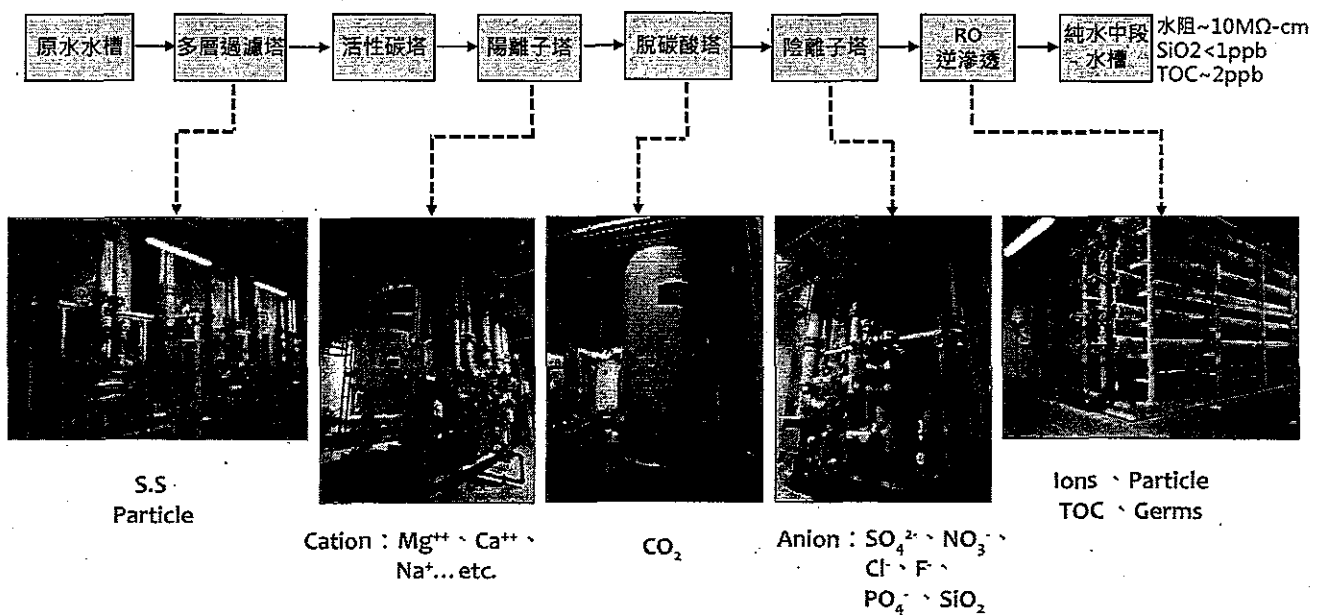 原水水槽
多層過濾塔
活性碳塔
陽離子塔
脫碳酸塔
陰離子塔
RO
逆滲透
純水中段
水槽
水阻~10MΩ-cm
SiO2<1ppb
TOC~2ppb
S.S
Particle
Cation：Mg⁺⁺、Ca⁺⁺、
Na⁺...etc.
CO₂
Anion：SO₄²⁻、NO₃⁻、
Cl⁻、F⁻、
PO₄⁻、SiO₂
Ions、Particle
TOC、Germs